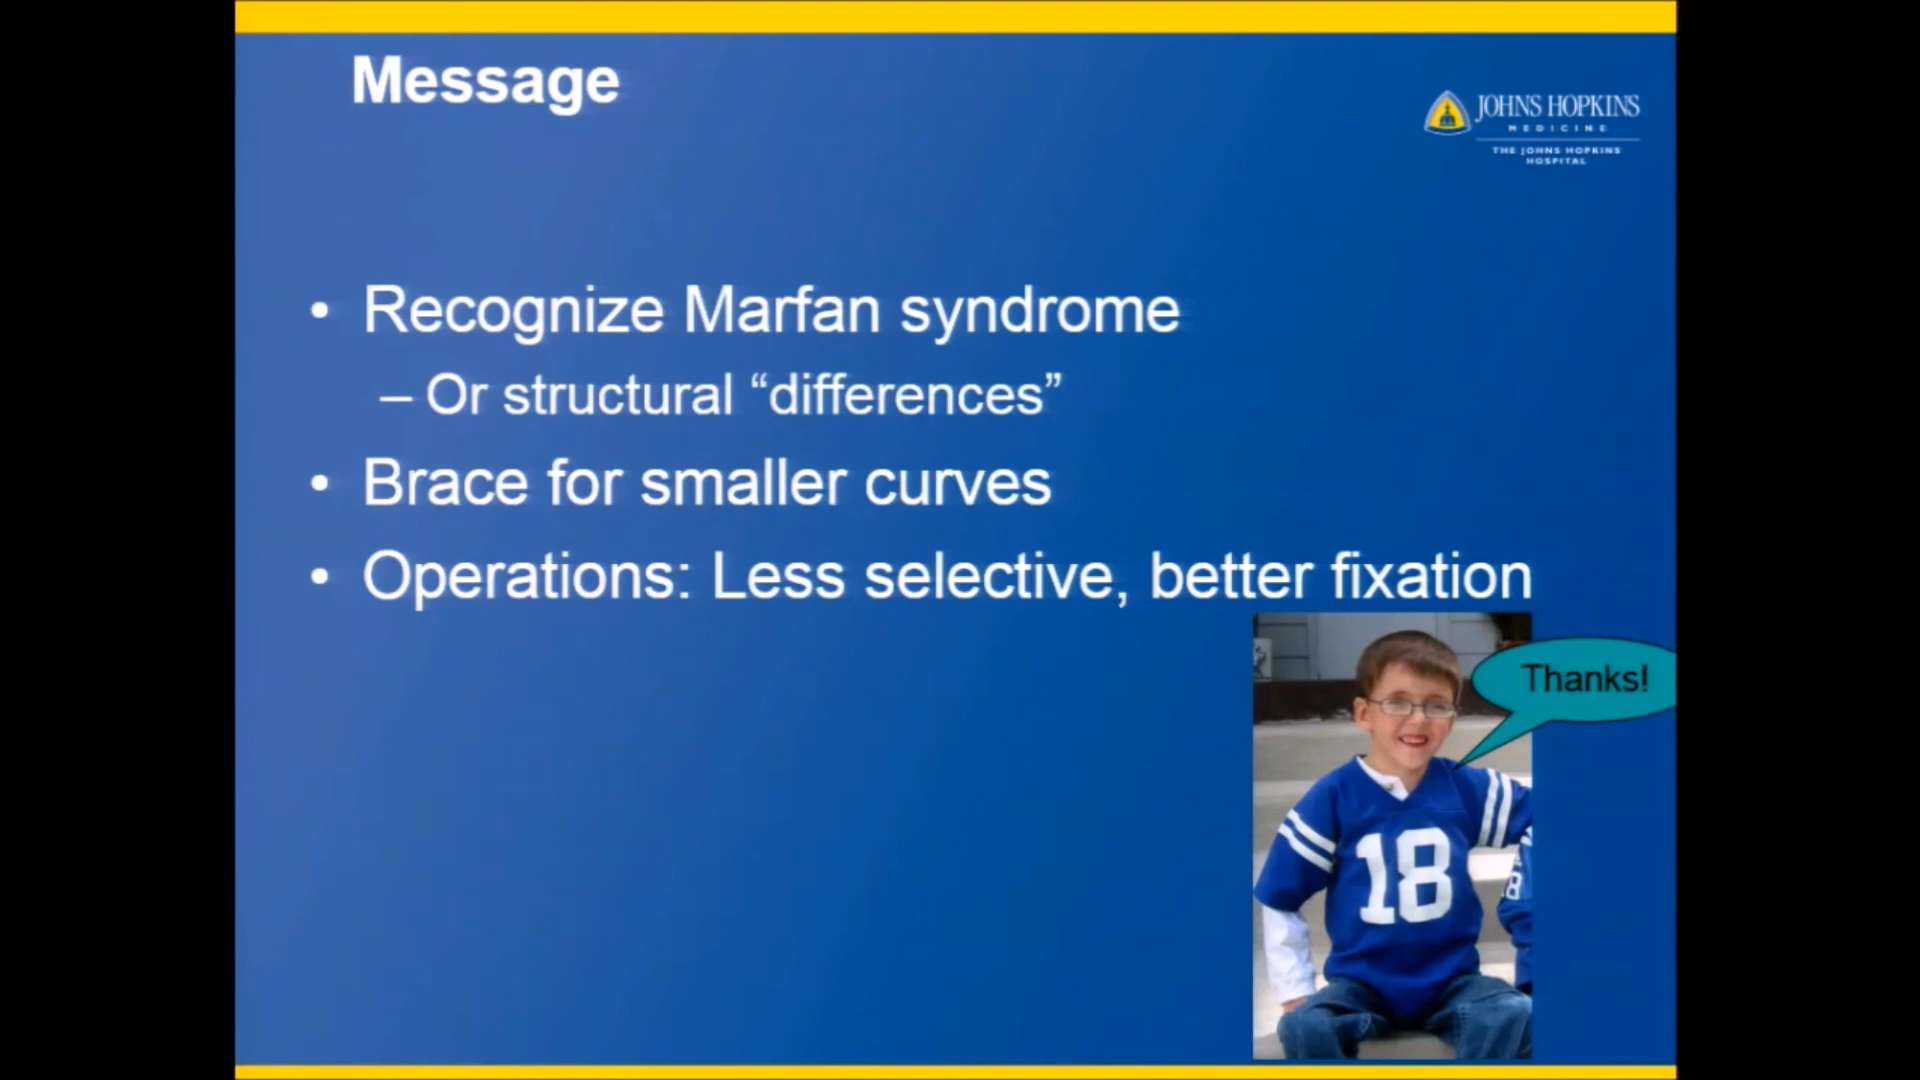 Message
JOHNS HOPKINS
MEDICINE
THE JOHNS HOPKINS
HOSPITAL
• Recognize Marfan syndrome
– Or structural “differences”
• Brace for smaller curves
• Operations: Less selective, better fixation
Thanks!
18
8